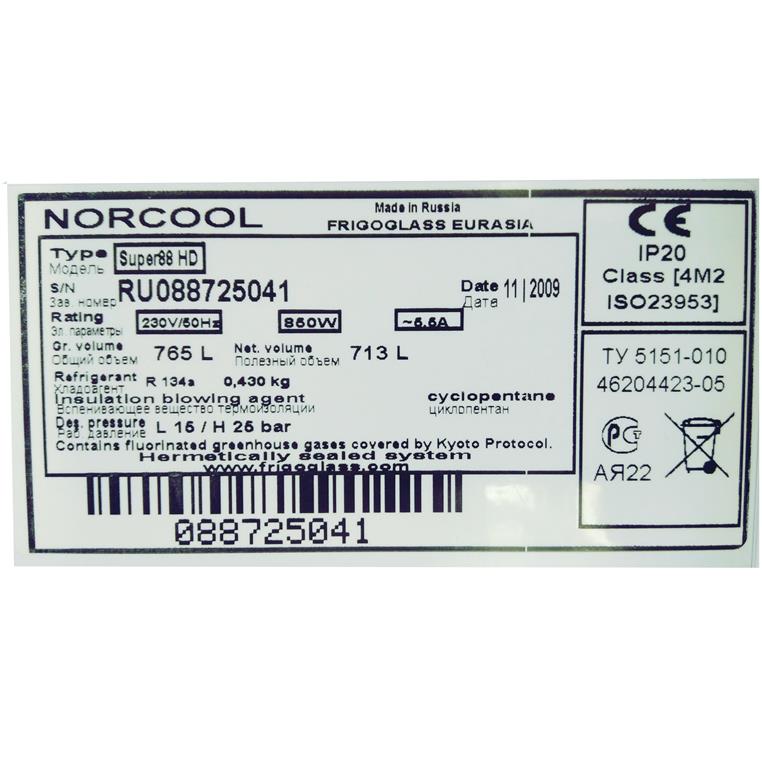 NORCOOL
Made in Russia
FRIGOGLASS EURASIA
Type Super88 HD
Модель
S/N RU088725041 Date 11|2009
Зав. номер Дата
Rating 230V/50Hz 850W ~5.5A
Эл. параметры
Gr. volume 765 L Net. volume 713 L
Общий объем Полезный объем
Refrigerant R 134a 0,430 kg
Хладоагент
Insulation blowing agent cyclopentane
Вспенивающее вещество термоизоляции циклопентан
Des. pressure L 15 / H 25 bar
Раб. давление
Contains fluorinated greenhouse gases covered by Kyoto Protocol.
Hermetically sealed system
www.frigoglass.com
088725041
CE
IP20
Class [4M2
ISO23953]
ТУ 5151-010
46204423-05
РСТ
АЯ22